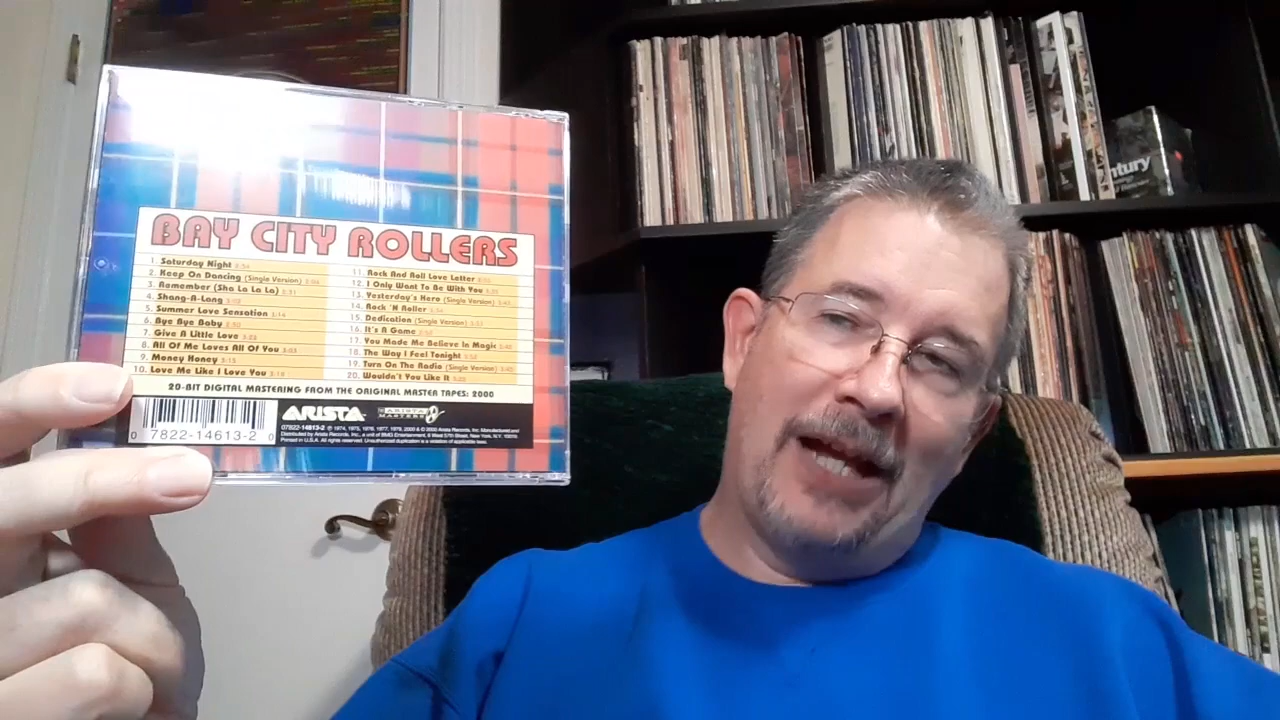 BAY CITY ROLLERS
1. Saturday Night
2. Keep On Dancing (Single Version)
3. Remember (Sha La La La)
4. Shang-A-Lang
5. Summer Love Sensation
6. Bye Bye Baby
7. Give A Little Love
8. All Of Me Loves All Of You
9. Money Honey
10. Love Me Like I Love You
11. Rock And Roll Love Letter
12. I Only Want To Be With You
13. Yesterday's Hero (Single Version)
14. Rock 'N Roller
15. Dedication (Single Version)
16. It's A Game
17. You Made Me Believe In Magic
18. The Way I Feel Tonight
19. Turn On The Radio (Single Version)
20. Wouldn't You Like It
20-BIT DIGITAL MASTERING FROM THE ORIGINAL MASTER TAPES: 2000
0 7822-14613-2
ARISTA
ARISTA MASTERS
07822-14613-2
ntury